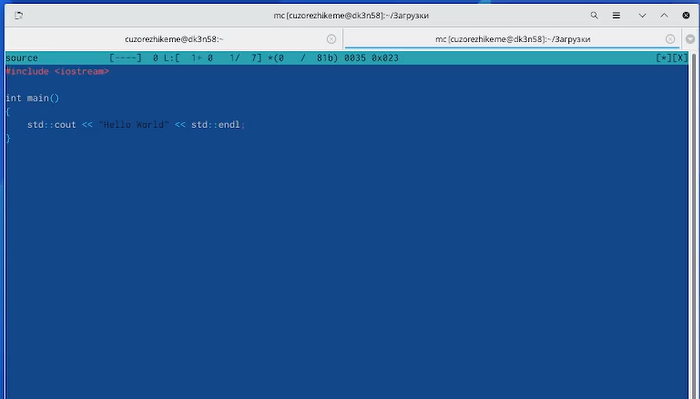 mc [cuzorezhikeme@dk3n58]:~/Загрузки
cuzorezhikeme@dk3n58:~
mc [cuzorezhikeme@dk3n58]:~/Загрузки
source [----] 0 L:[ 1+ 0 1/ 7] *(0 / 81b) 0035 0x023 [*][X]
#include <iostream>
int main()
{
    std::cout << "Hello World" << std::endl;
}